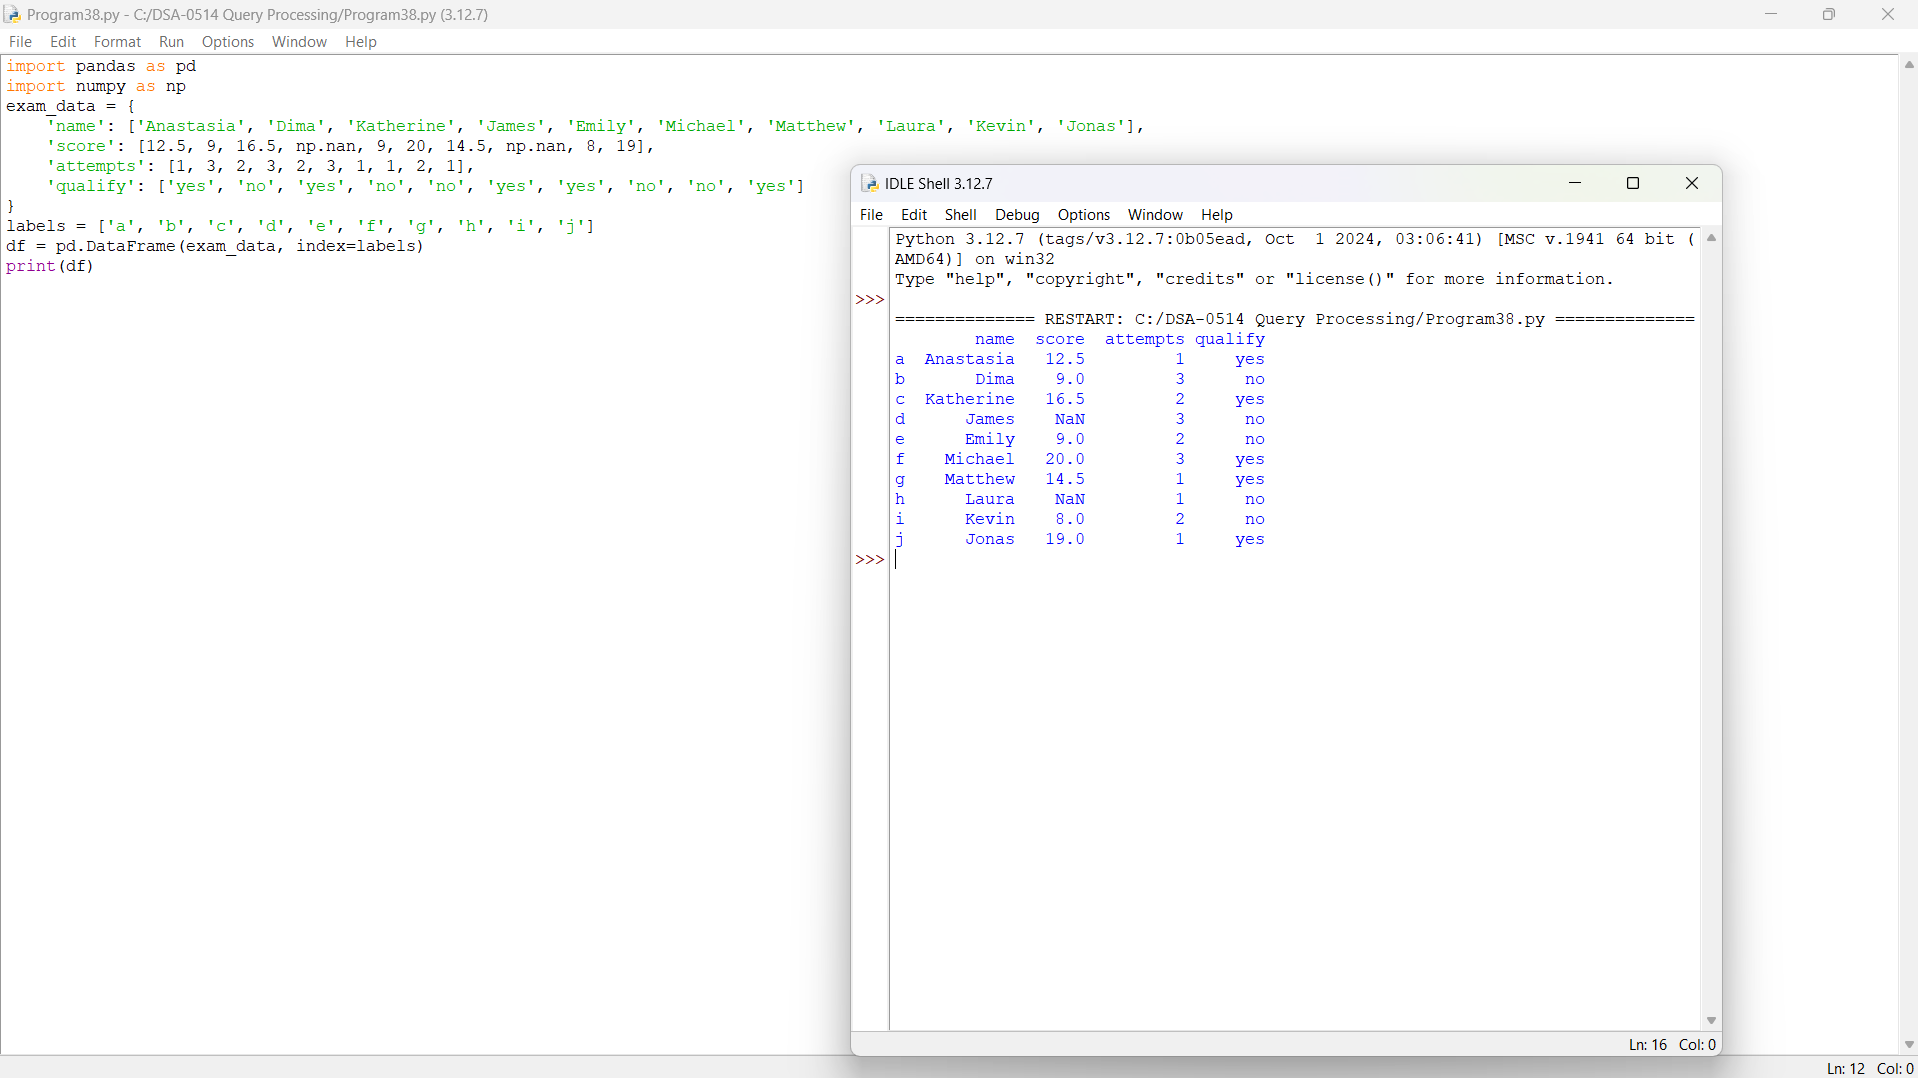 Program38.py - C:/DSA-0514 Query Processing/Program38.py (3.12.7)
File Edit Format Run Options Window Help
import pandas as pd
import numpy as np
exam_data = {
    'name': ['Anastasia', 'Dima', 'Katherine', 'James', 'Emily', 'Michael', 'Matthew', 'Laura', 'Kevin', 'Jonas'],
    'score': [12.5, 9, 16.5, np.nan, 9, 20, 14.5, np.nan, 8, 19],
    'attempts': [1, 3, 2, 3, 2, 3, 1, 1, 2, 1],
    'qualify': ['yes', 'no', 'yes', 'no', 'no', 'yes', 'yes', 'no', 'no', 'yes']
}
labels = ['a', 'b', 'c', 'd', 'e', 'f', 'g', 'h', 'i', 'j']
df = pd.DataFrame(exam_data, index=labels)
print(df)
IDLE Shell 3.12.7
File Edit Shell Debug Options Window Help
Python 3.12.7 (tags/v3.12.7:0b05ead, Oct  1 2024, 03:06:41) [MSC v.1941 64 bit (
AMD64)] on win32
Type "help", "copyright", "credits" or "license()" for more information.
>>>
============== RESTART: C:/DSA-0514 Query Processing/Program38.py ==============
        name  score  attempts qualify
a  Anastasia   12.5         1     yes
b       Dima    9.0         3      no
c  Katherine   16.5         2     yes
d      James    NaN         3      no
e      Emily    9.0         2      no
f    Michael   20.0         3     yes
g    Matthew   14.5         1     yes
h      Laura    NaN         1      no
i      Kevin    8.0         2      no
j      Jonas   19.0         1     yes
>>>
Ln: 16 Col: 0
Ln: 12 Col: 0